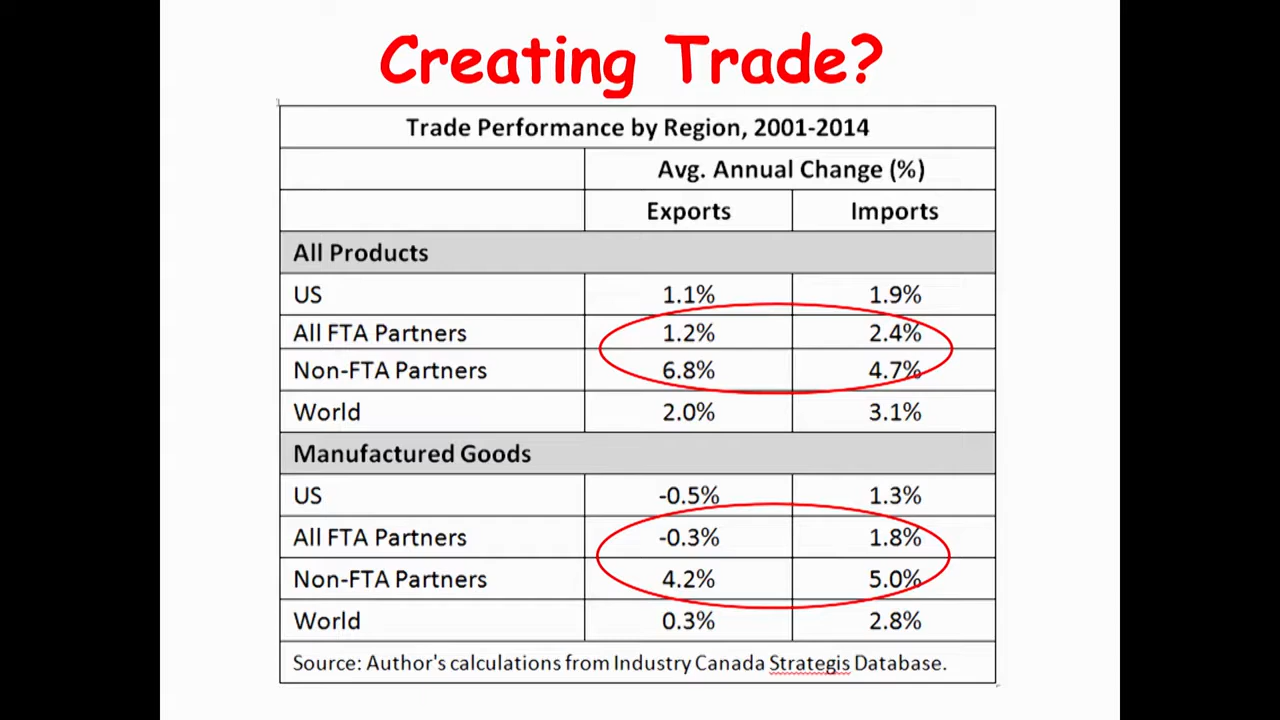 Creating Trade?
Trade Performance by Region, 2001-2014
Avg. Annual Change (%)
Exports Imports
All Products
US 1.1% 1.9%
All FTA Partners 1.2% 2.4%
Non-FTA Partners 6.8% 4.7%
World 2.0% 3.1%
Manufactured Goods
US -0.5% 1.3%
All FTA Partners -0.3% 1.8%
Non-FTA Partners 4.2% 5.0%
World 0.3% 2.8%
Source: Author's calculations from Industry Canada Strategis Database.